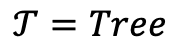 𝒯 = Tree